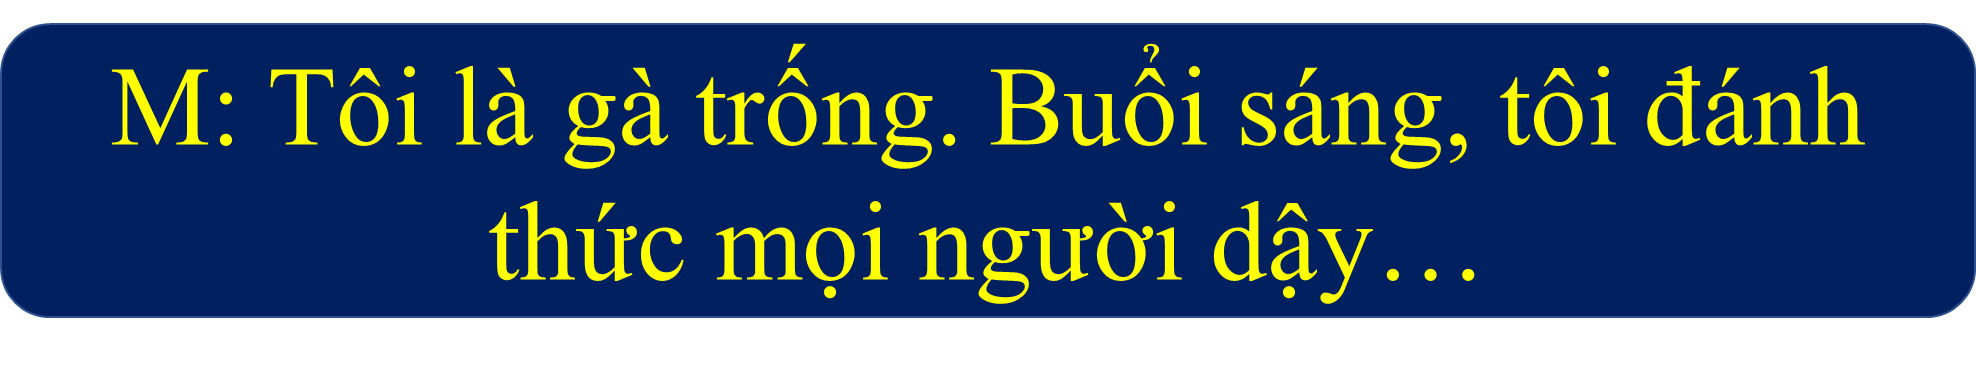 M: Tôi là gà trống. Buổi sáng, tôi đánh
thức mọi người dậy…